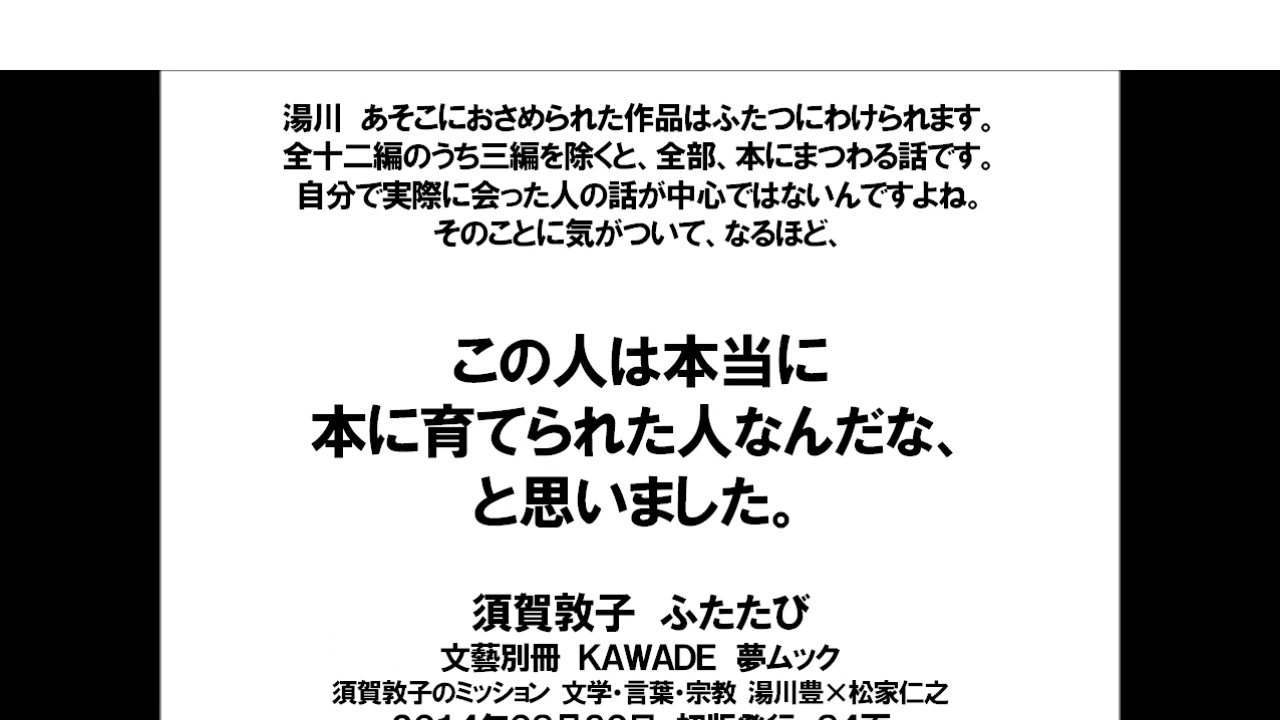 湯川　あそこにおさめられた作品はふたつにわけられます。
全十二編のうち三編を除くと、全部、本にまつわる話です。
自分で実際に会った人の話が中心ではないんですよね。
そのことに気がついて、なるほど、
この人は本当に
本に育てられた人なんだな、
と思いました。
須賀敦子　ふたたび
文藝別冊　KAWADE　夢ムック
須賀敦子のミッション　文学・言葉・宗教　湯川豊×松家仁之